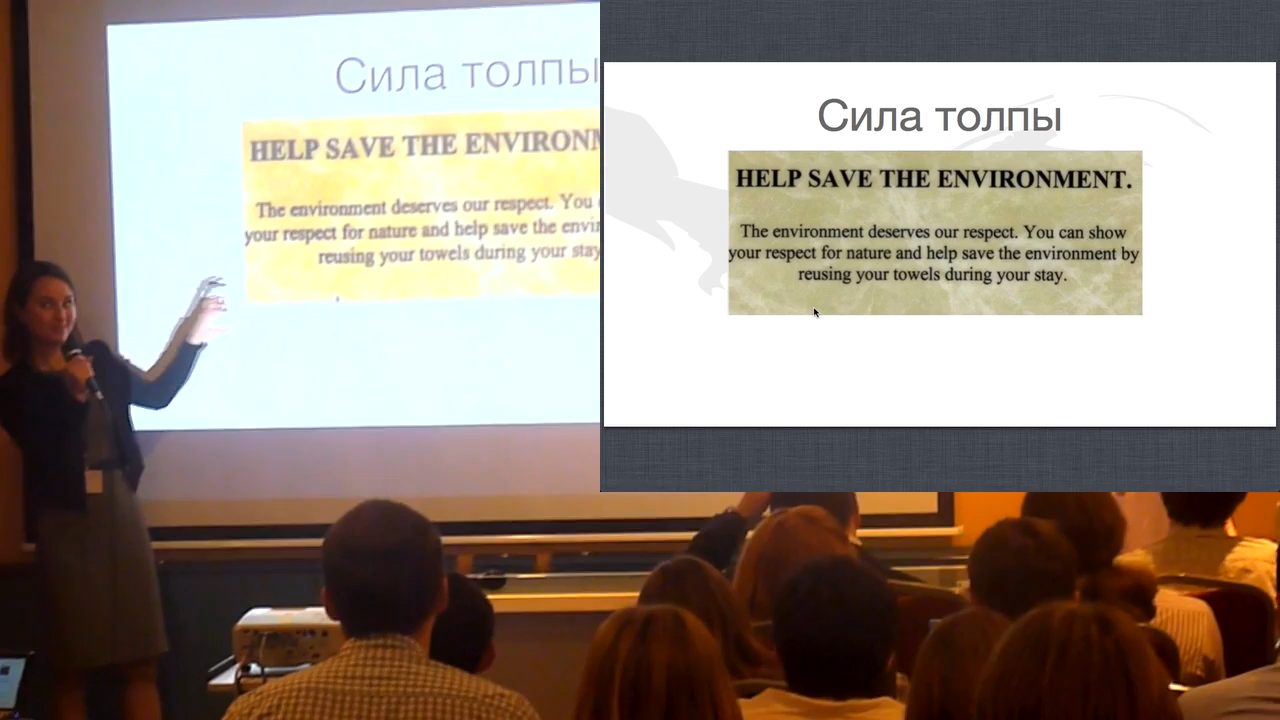 Сила толпы
HELP SAVE THE ENVIRONM
The environment deserves our respect. You
your respect for nature and help save the envi
reusing your towels during your stay
Сила толпы
HELP SAVE THE ENVIRONMENT.
The environment deserves our respect. You can show
your respect for nature and help save the environment by
reusing your towels during your stay.